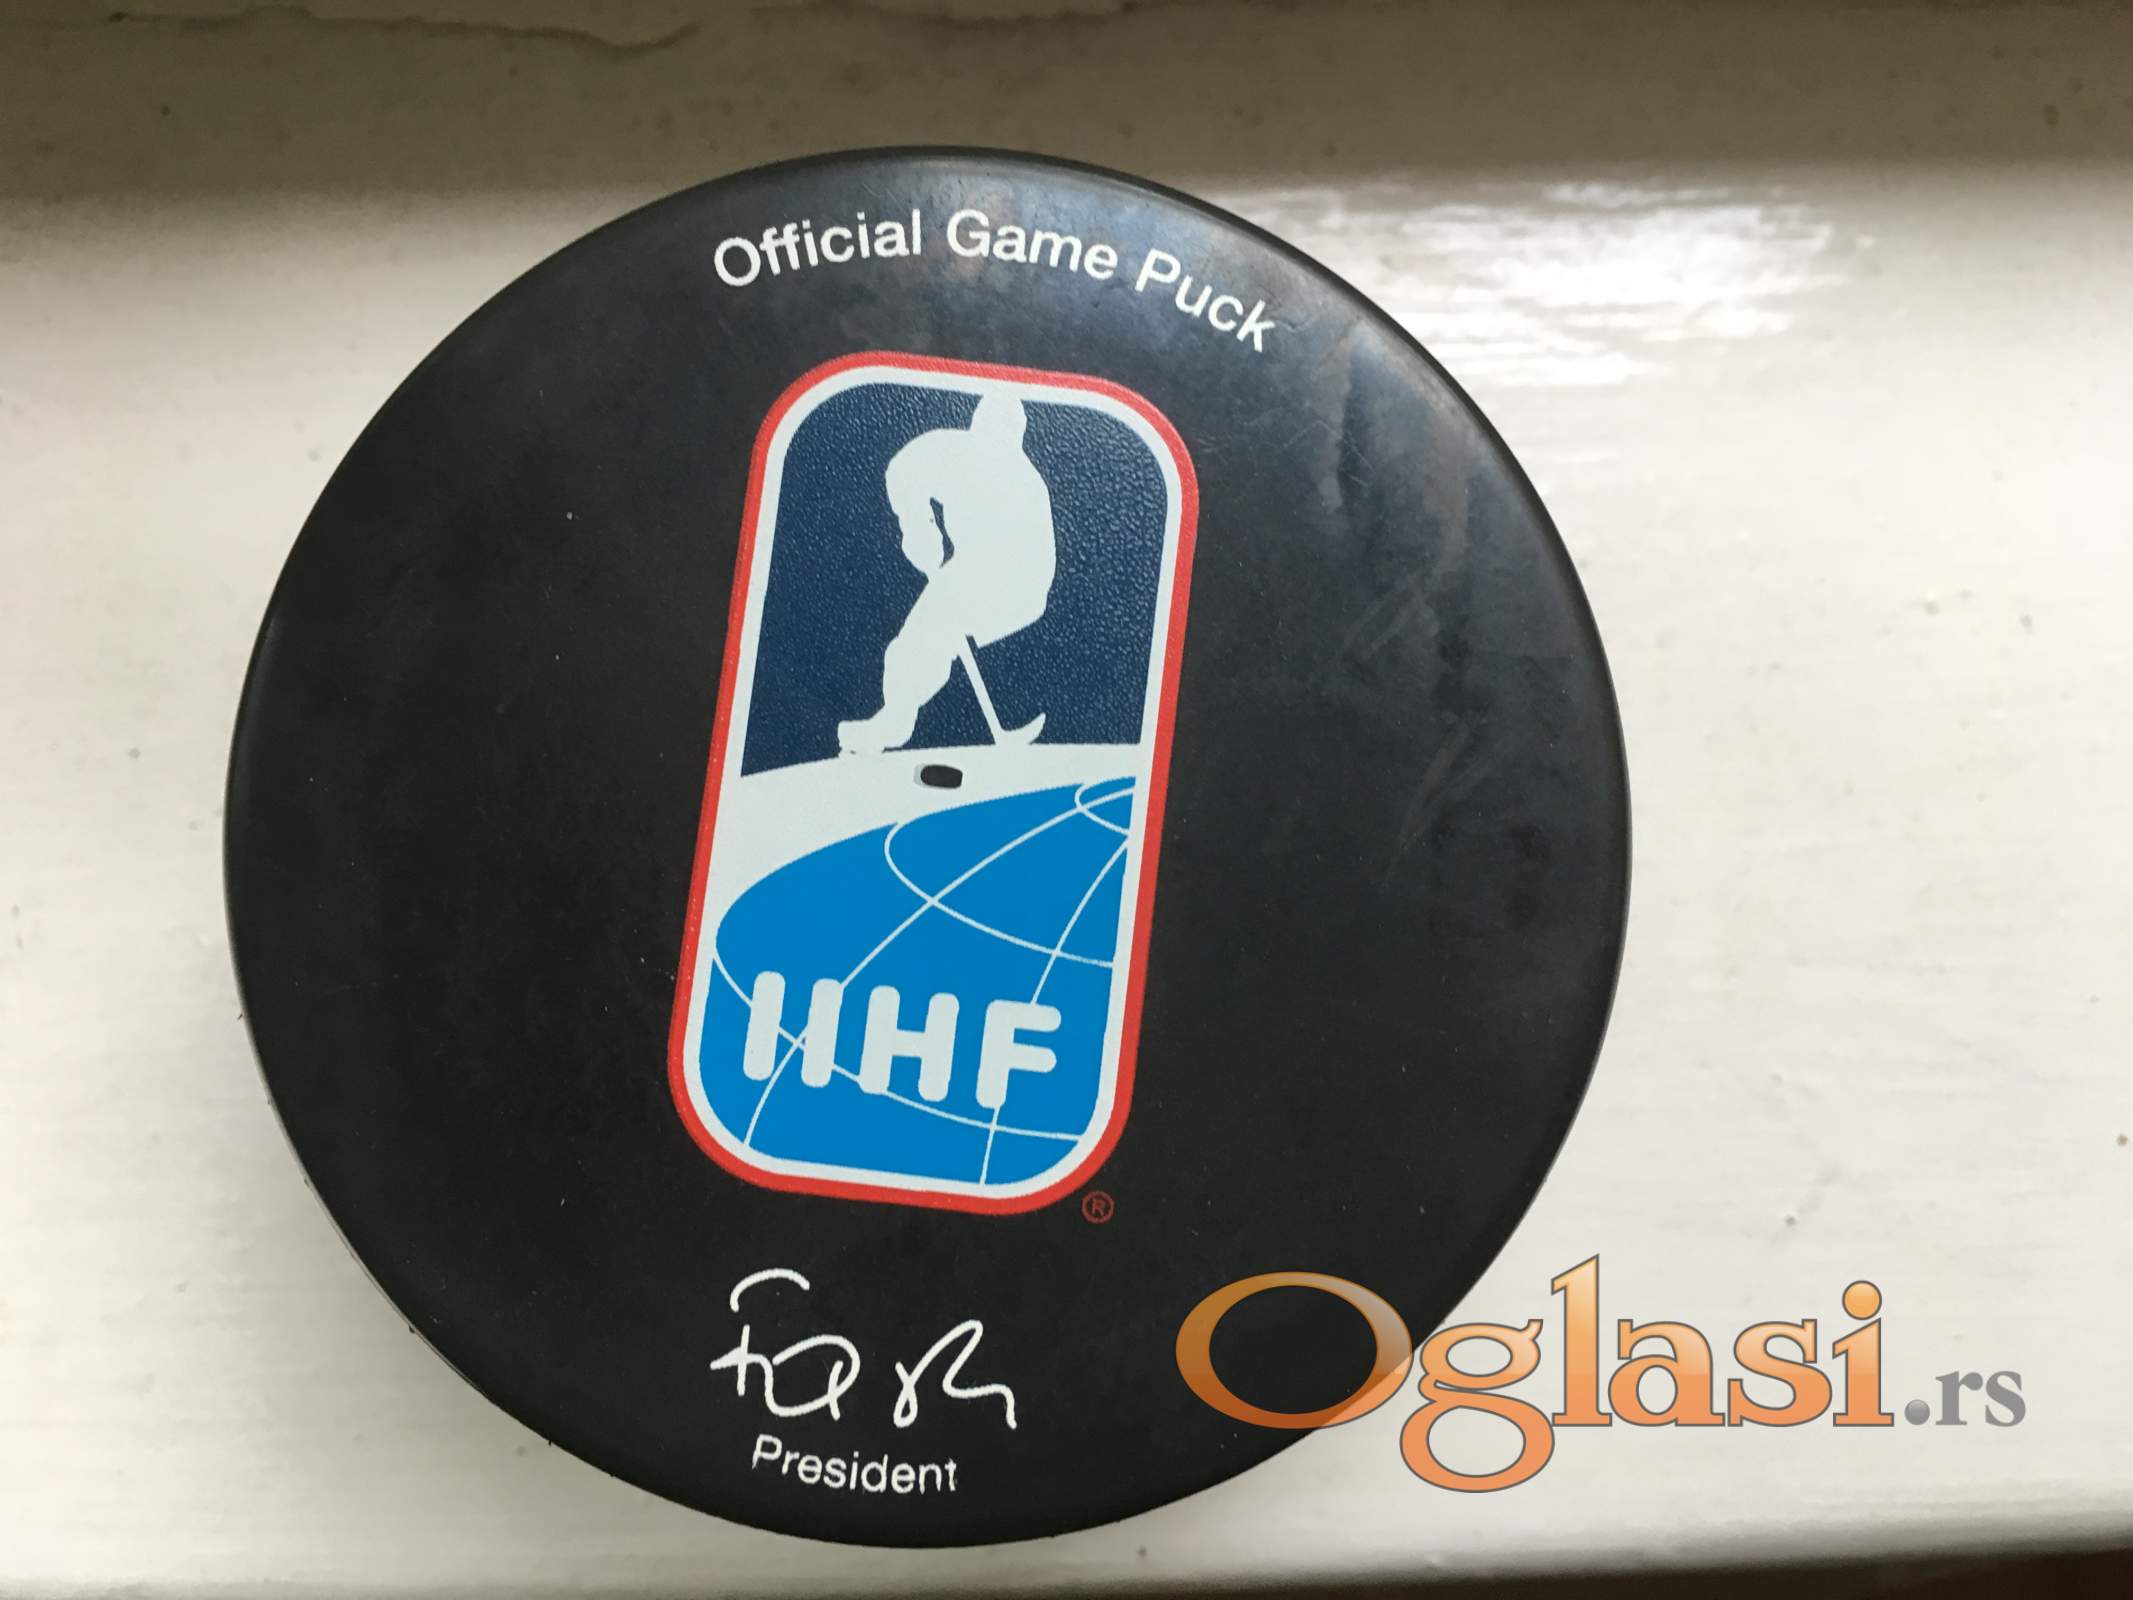 Official Game Puck
IIHF
®
President
Oglasi.rs